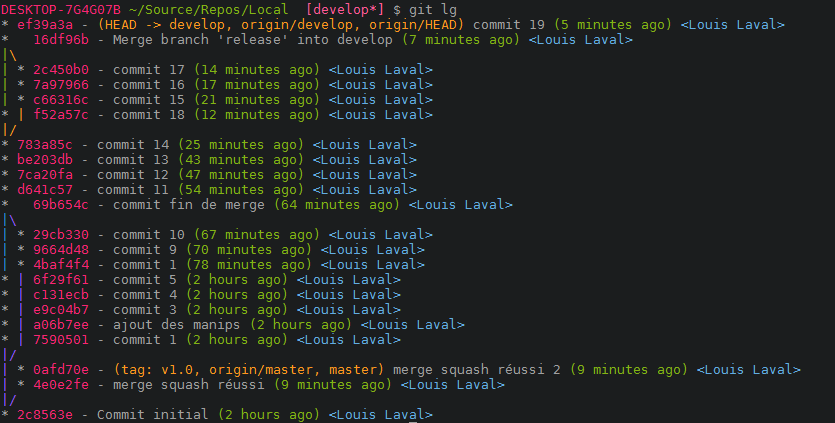 DESKTOP-7G4G07B ~/Source/Repos/Local  [develop*] $ git lg
* ef39a3a - (HEAD -> develop, origin/develop, origin/HEAD) commit 19 (5 minutes ago) <Louis Laval>
*   16df96b - Merge branch 'release' into develop (7 minutes ago) <Louis Laval>
|\
| * 2c450b0 - commit 17 (14 minutes ago) <Louis Laval>
| * 7a97966 - commit 16 (17 minutes ago) <Louis Laval>
| * c66316c - commit 15 (21 minutes ago) <Louis Laval>
* | f52a57c - commit 18 (12 minutes ago) <Louis Laval>
|/
* 783a85c - commit 14 (25 minutes ago) <Louis Laval>
* be203db - commit 13 (43 minutes ago) <Louis Laval>
* 7ca20fa - commit 12 (47 minutes ago) <Louis Laval>
* d641c57 - commit 11 (54 minutes ago) <Louis Laval>
*   69b654c - commit fin de merge (64 minutes ago) <Louis Laval>
|\
| * 29cb330 - commit 10 (67 minutes ago) <Louis Laval>
| * 9664d48 - commit 9 (70 minutes ago) <Louis Laval>
| * 4baf4f4 - commit 1 (78 minutes ago) <Louis Laval>
* | 6f29f61 - commit 5 (2 hours ago) <Louis Laval>
* | c131ecb - commit 4 (2 hours ago) <Louis Laval>
* | e9c04b7 - commit 3 (2 hours ago) <Louis Laval>
* | a06b7ee - ajout des manips (2 hours ago) <Louis Laval>
* | 7590501 - commit 1 (2 hours ago) <Louis Laval>
|/
| * 0afd70e - (tag: v1.0, origin/master, master) merge squash réussi 2 (9 minutes ago) <Louis Laval>
| * 4e0e2fe - merge squash réussi (9 minutes ago) <Louis Laval>
|/
* 2c8563e - Commit initial (2 hours ago) <Louis Laval>